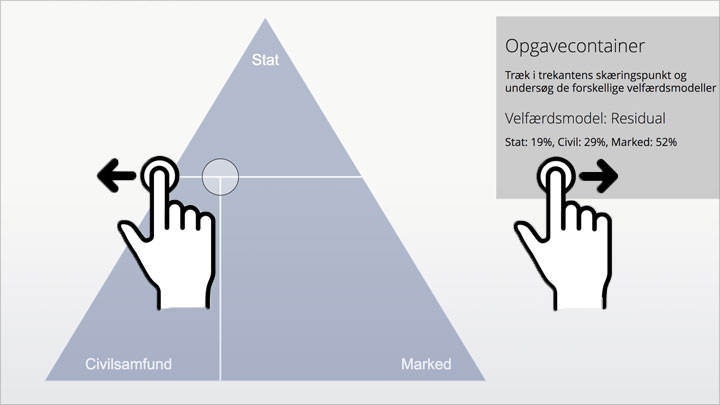 Stat
Civilsamfund
Marked
Opgavecontainer
Træk i trekantens skæringspunkt og
undersøg de forskellige velfærdsmodeller
Velfærdsmodel: Residual
Stat: 19%, Civil: 29%, Marked: 52%